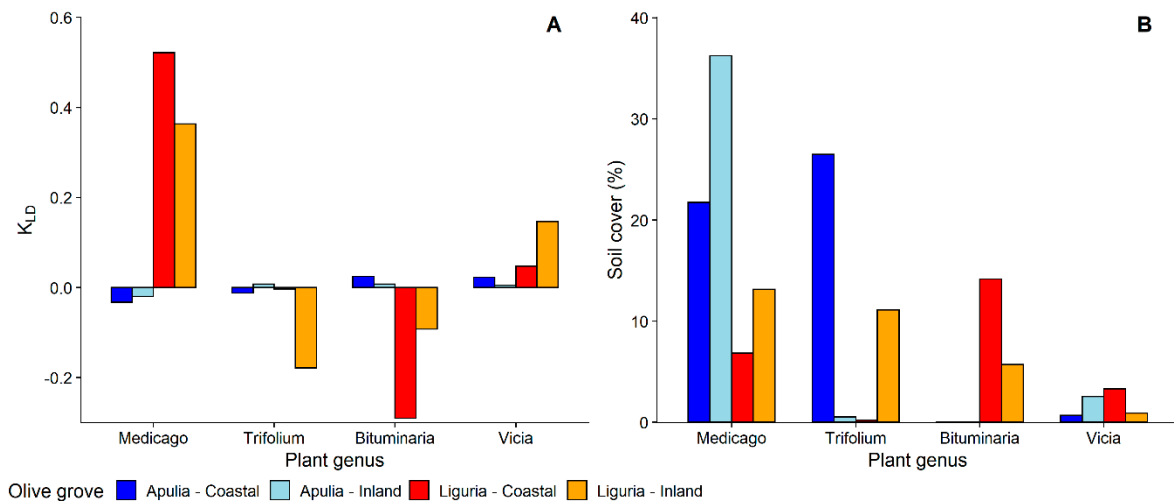 A
K_LD
0.6
0.4
0.2
0.0
-0.2
Medicago Trifolium Bituminaria Vicia
Plant genus
B
Soil cover (%)
40
30
20
10
0
Medicago Trifolium Bituminaria Vicia
Plant genus
Olive grove Apulia - Coastal Apulia - Inland Liguria - Coastal Liguria - Inland